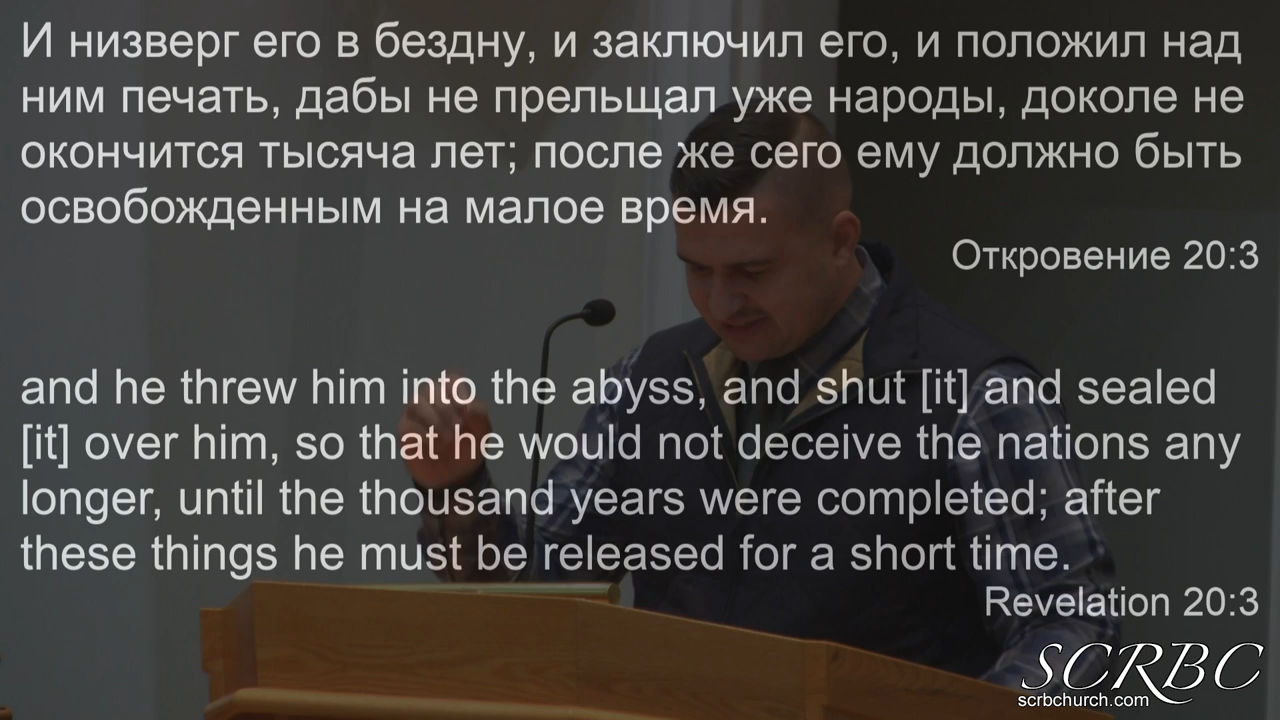 И низверг его в бездну, и заключил его, и положил над
ним печать, дабы не прельщал уже народы, доколе не
окончится тысяча лет; после же сего ему должно быть
освобожденным на малое время.
Откровение 20:3
and he threw him into the abyss, and shut [it] and sealed
[it] over him, so that he would not deceive the nations any
longer, until the thousand years were completed; after
these things he must be released for a short time.
Revelation 20:3
SCRBC
scrbchurch.com